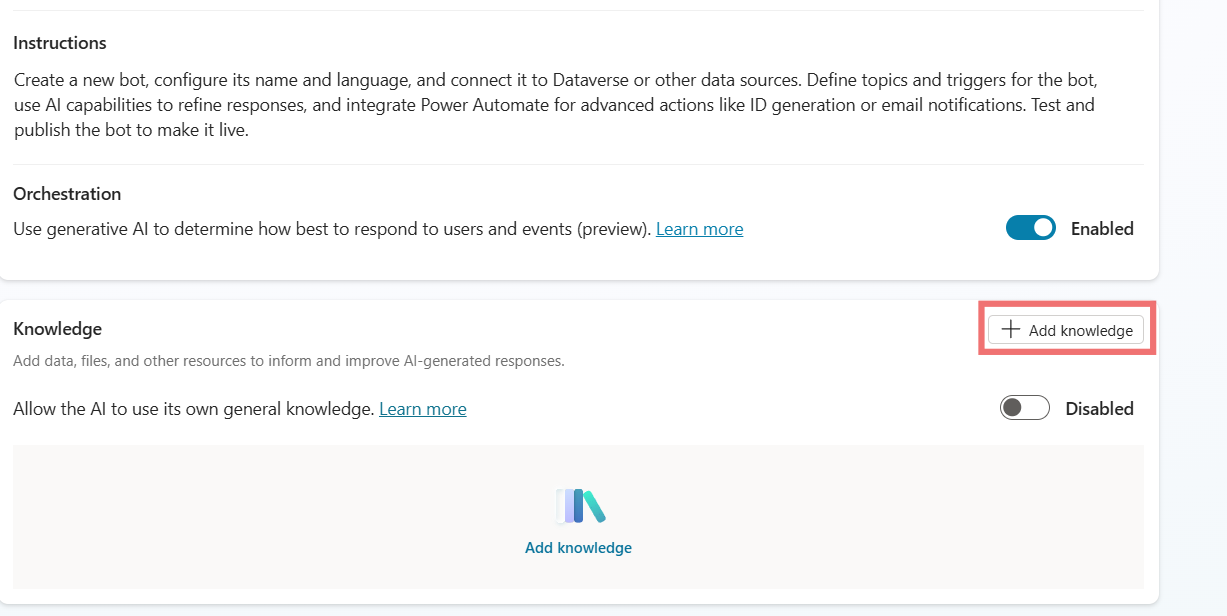 Instructions
Create a new bot, configure its name and language, and connect it to Dataverse or other data sources. Define topics and triggers for the bot,
use AI capabilities to refine responses, and integrate Power Automate for advanced actions like ID generation or email notifications. Test and
publish the bot to make it live.
Orchestration
Use generative AI to determine how best to respond to users and events (preview). Learn more
Enabled
Knowledge
Add knowledge
Add data, files, and other resources to inform and improve AI-generated responses.
Allow the AI to use its own general knowledge. Learn more
Disabled
Add knowledge